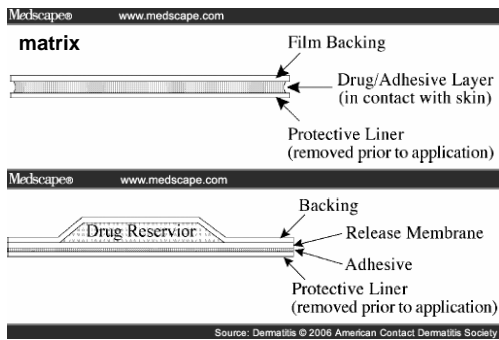 Medscape® www.medscape.com
matrix
Film Backing
Drug/Adhesive Layer
(in contact with skin)
Protective Liner
(removed prior to application)
Medscape® www.medscape.com
Backing
Drug Reservior
Release Membrane
Adhesive
Protective Liner
(removed prior to application)
Source: Dermatitis © 2006 American Contact Dermatitis Society